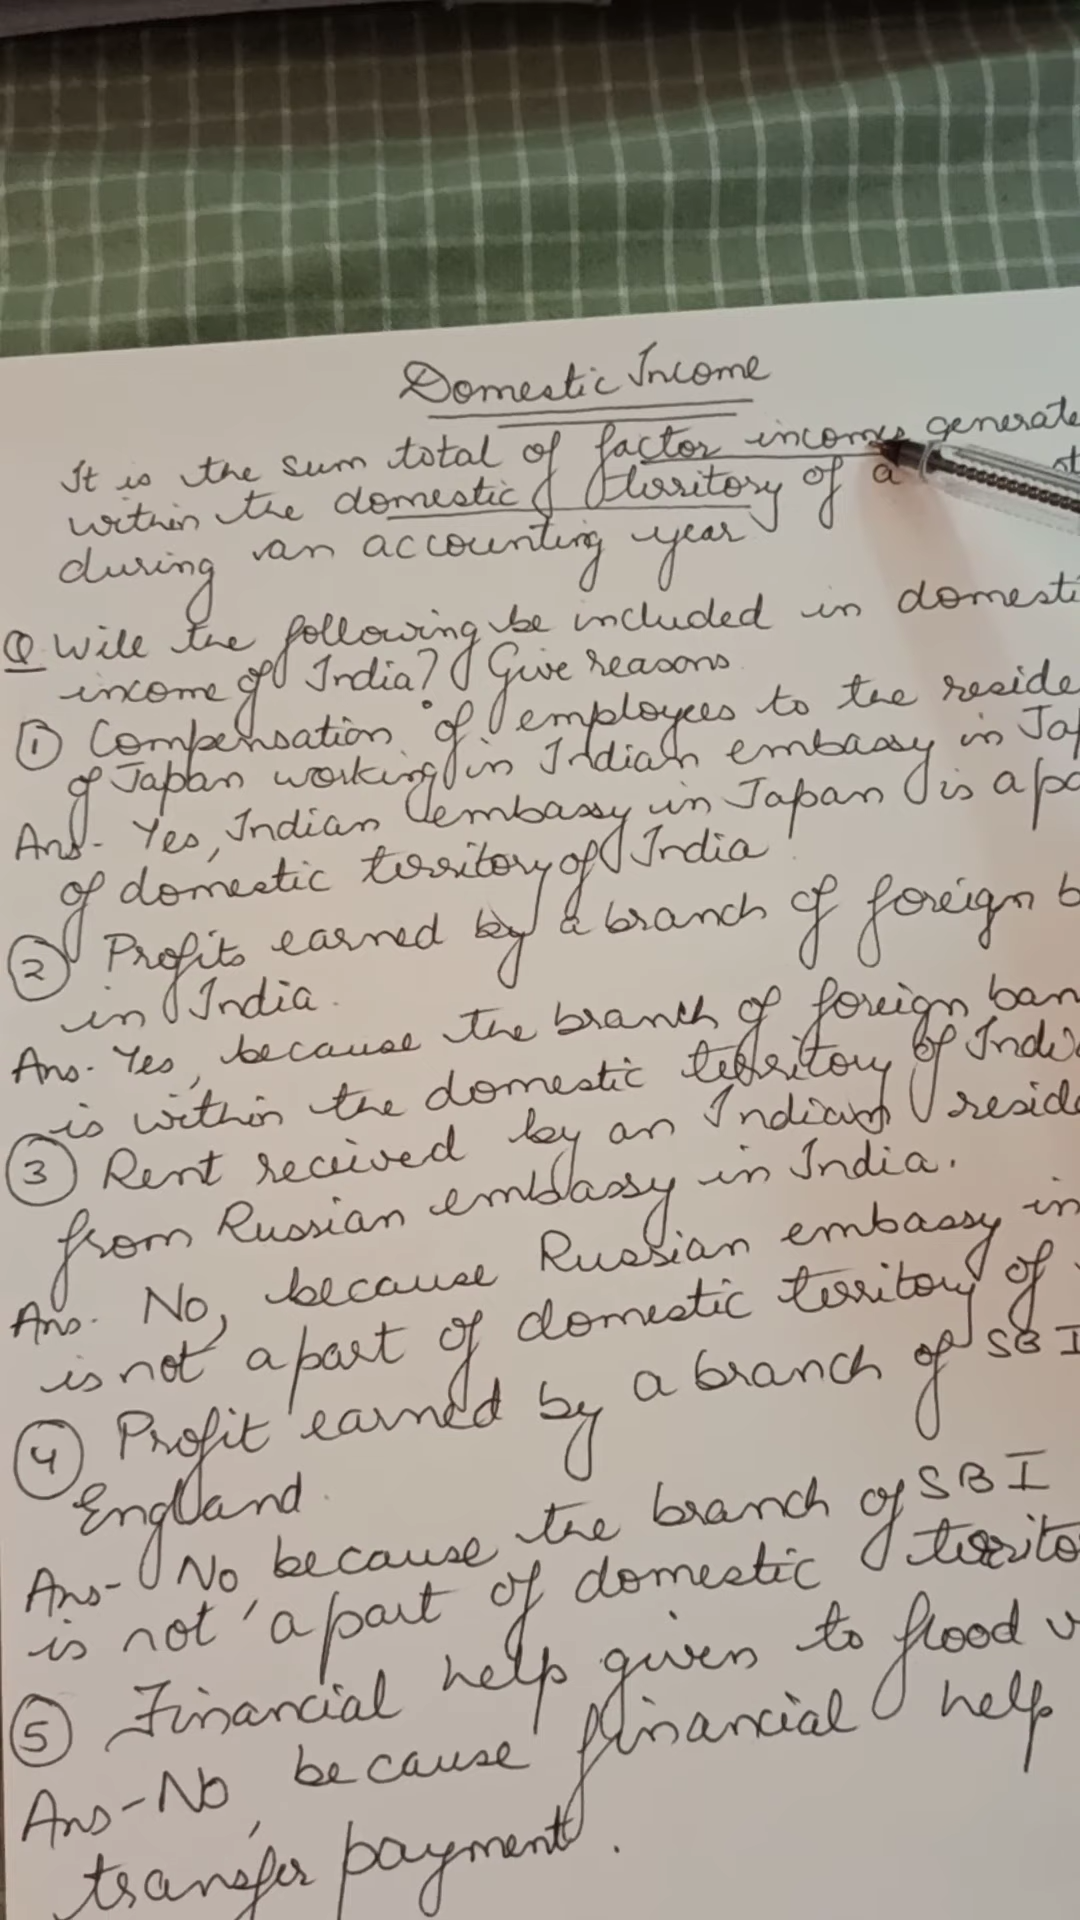 Domestic Income
It is the sum total of factor incomes generate
within the domestic territory of a
during an accounting year
Q Will the following be included in domesti
income of India? Give reasons
① Compensation of employees to the reside
of Japan working in Indian embassy in Jap
Ans- Yes, Indian embassy in Japan is a pa
of domestic territory of India
② Profits earned by a branch of foreign b
in India.
Ans- Yes, because the branch of foreign ban
is within the domestic territory of Indi
③ Rent received by an Indian reside
from Russian embassy in India.
Ans. No, because Russian embassy in
is not a part of domestic territory of
④ Profit earned by a branch of SBI
England.
Ans- No because the branch of SBI
is not a part of domestic territo
⑤ Financial help given to flood v
Ans- No, because financial help
transfer payment.